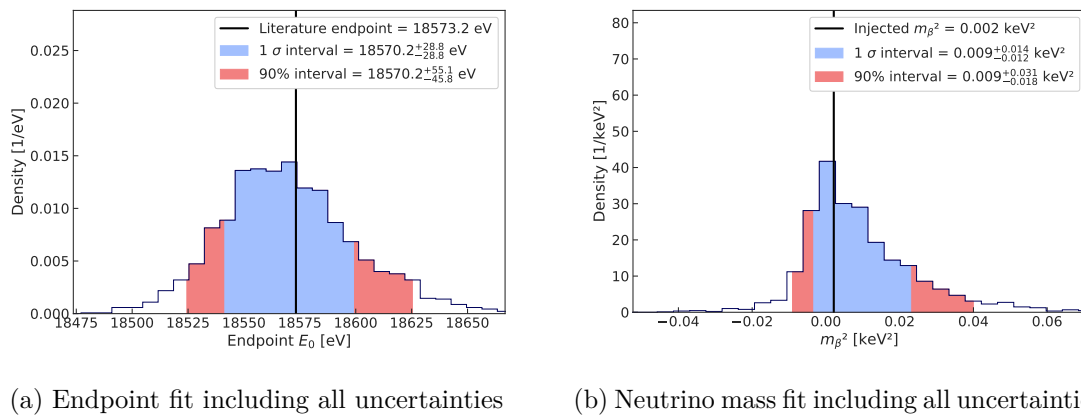 Literature endpoint = 18573.2 eV
1 σ interval = 18570.2+28.8−28.8 eV
90% interval = 18570.2+55.1−45.8 eV
0.025
0.020
0.015
0.010
0.005
0.000
Density [1/eV]
18475
18500
18525
18550
18575
18600
18625
18650
Endpoint E0 [eV]
(a) Endpoint fit including all uncertainties
Injected mβ² = 0.002 keV²
1 σ interval = 0.009+0.014−0.012 keV²
90% interval = 0.009+0.031−0.018 keV²
80
70
60
50
40
30
20
10
0
Density [1/keV²]
−0.04
−0.02
0.00
0.02
0.04
0.06
mβ² [keV²]
(b) Neutrino mass fit including all uncertainti